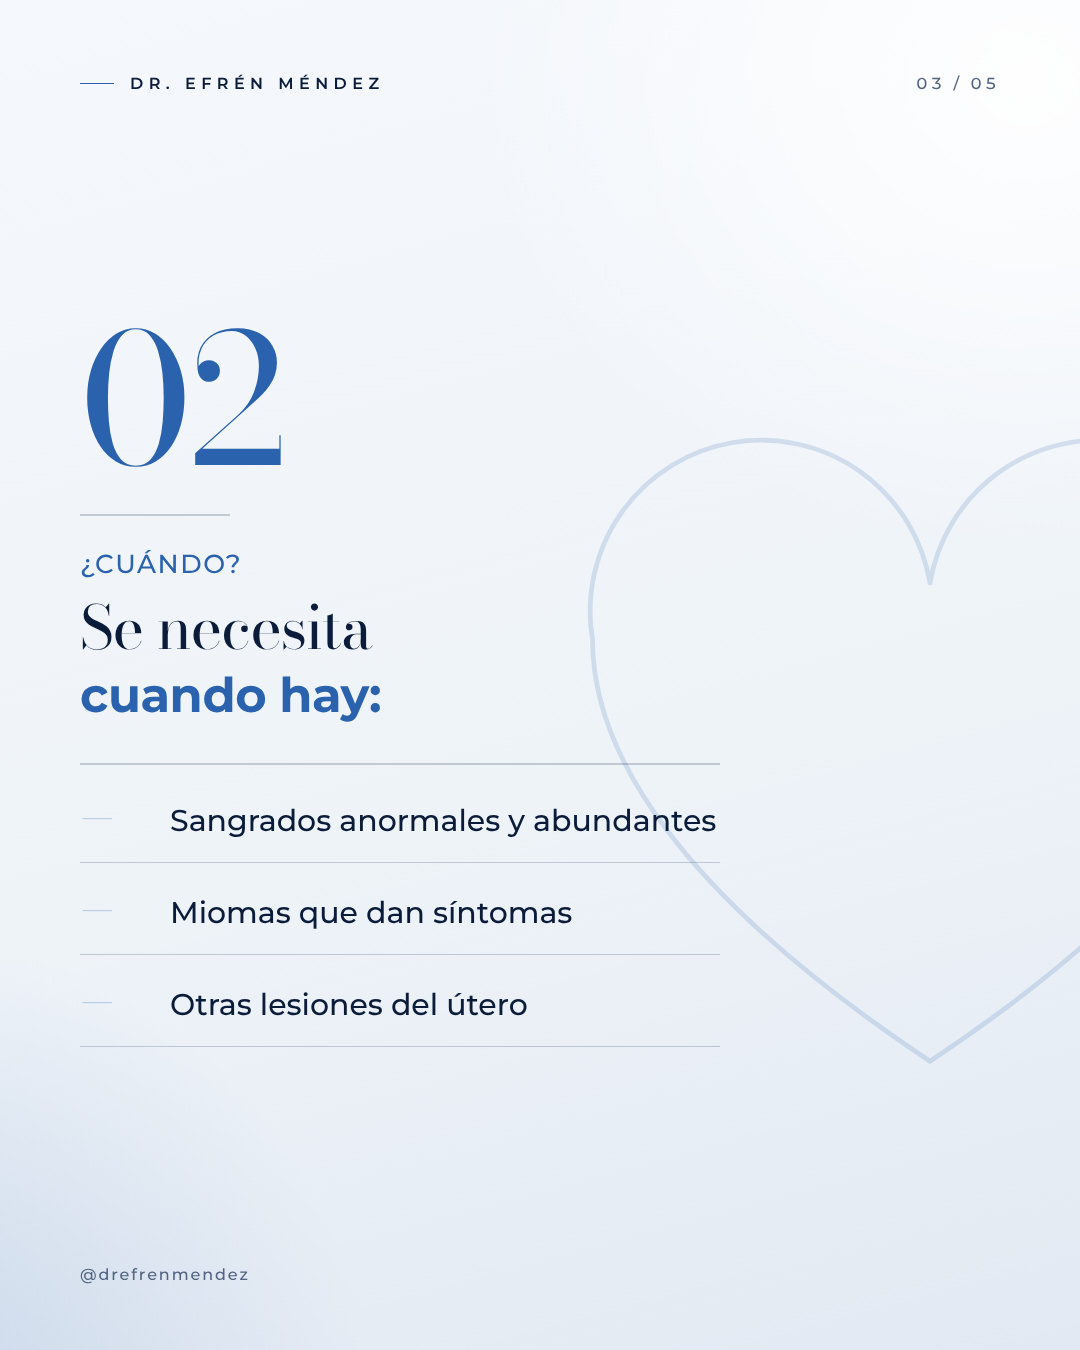 DR. EFRÉN MÉNDEZ
03 / 05
02
¿CUÁNDO?
Se necesita
cuando hay:
Sangrados anormales y abundantes
Miomas que dan síntomas
Otras lesiones del útero
@drefrenmendez